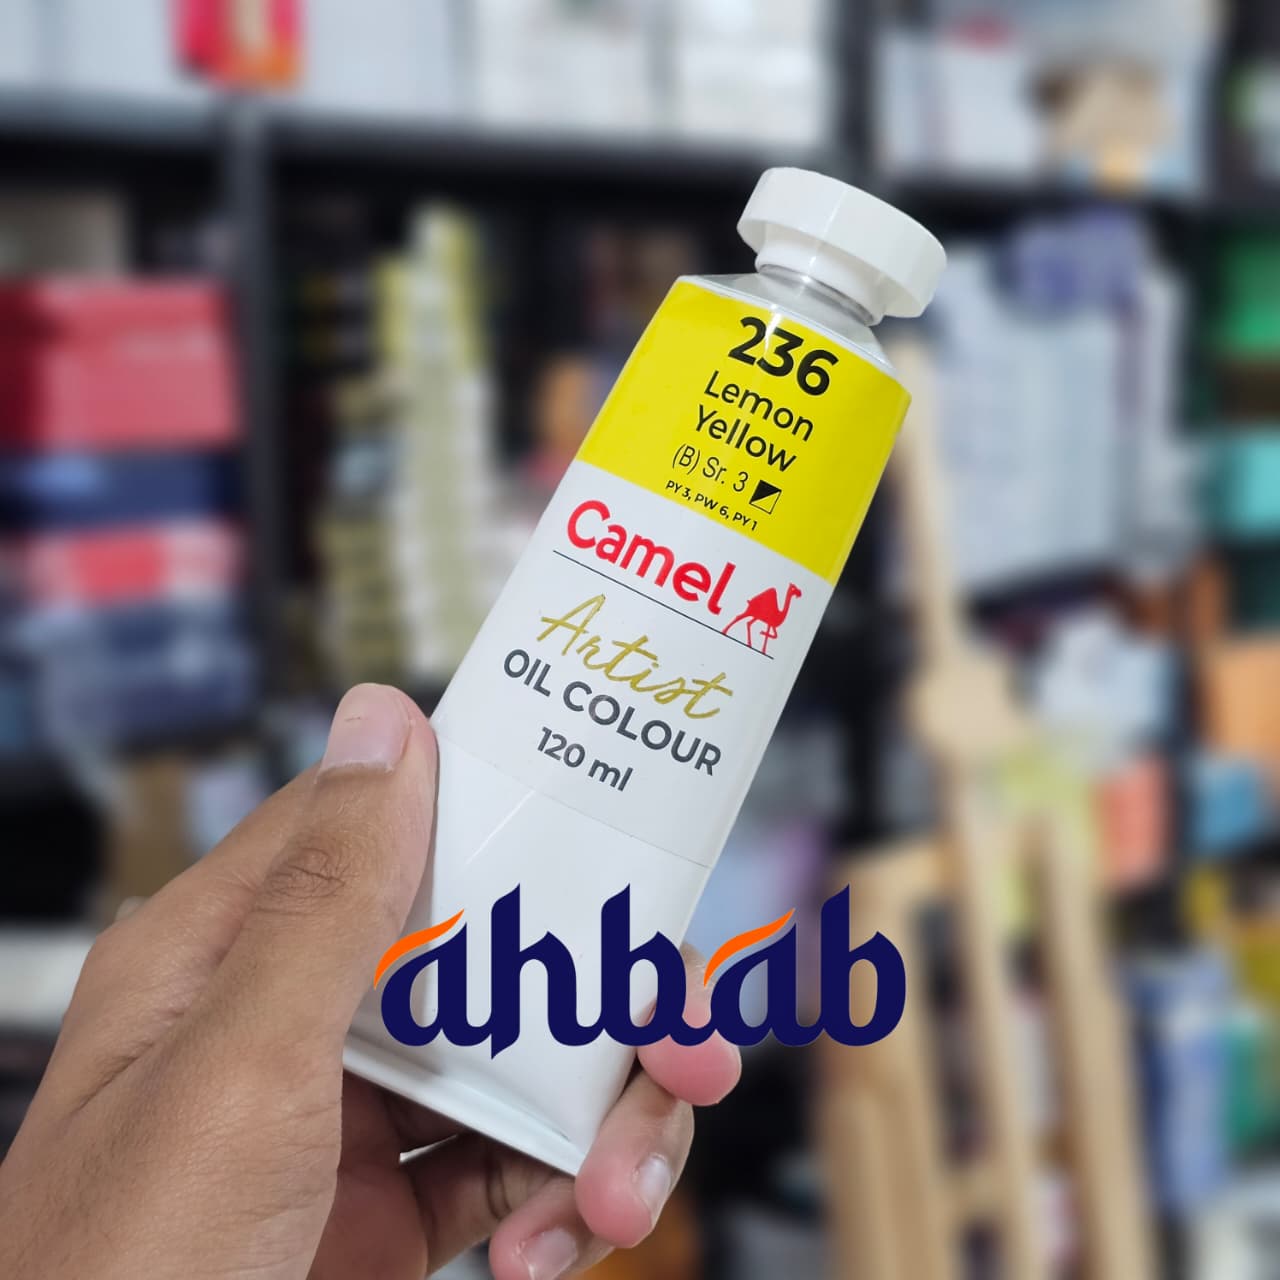 236
Lemon
Yellow
(B) Sr. 3
PY 3, PW 6, PY 1
Camel
Artist
OIL COLOUR
120 ml
ahbab